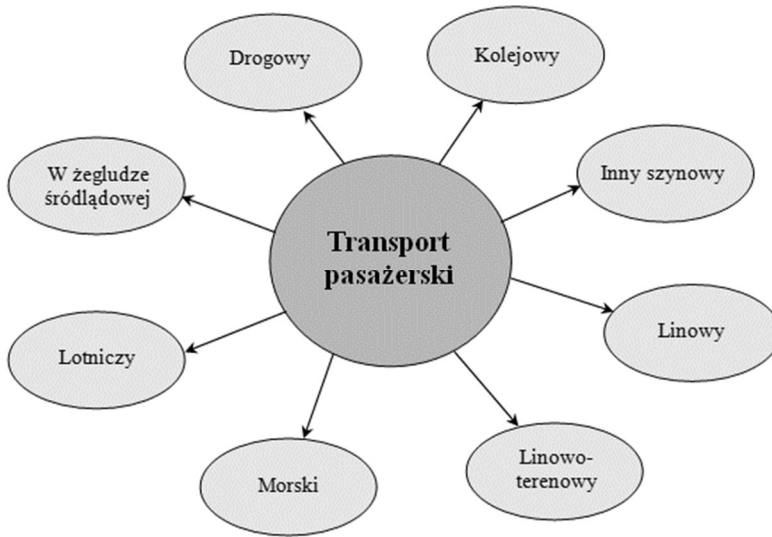 Drogowy
Kolejowy
W żegludze
śródlądowej
Inny szynowy
Transport
pasażerski
Lotniczy
Linowy
Morski
Linowo-
terenowy